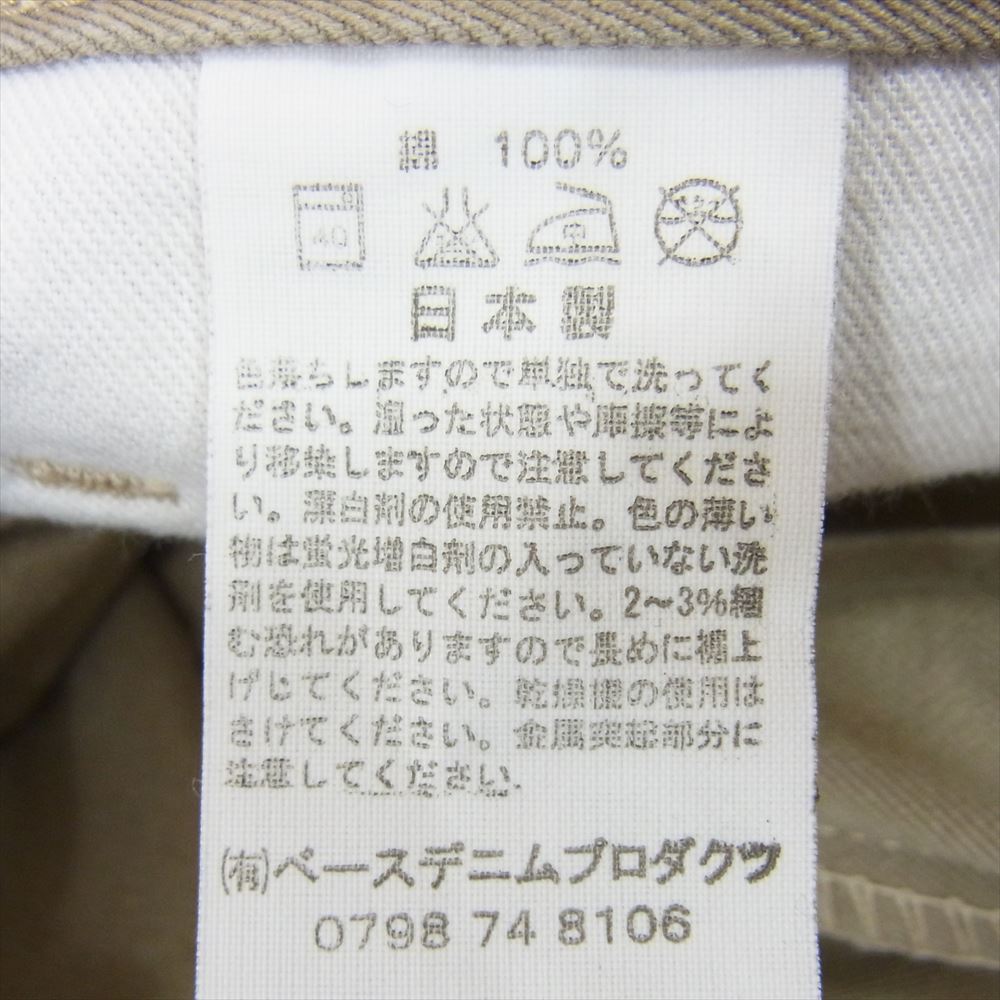 綿 100%
40
中
日本製
色落ちしますので単独で洗ってく
ださい。湿った状態や摩擦等によ
り移染しますので注意してくださ
い。漂白剤の使用禁止。色の薄い
物は蛍光増白剤の入っていない洗
剤を使用してください。2〜3%縮
む恐れがありますので長めに裾上
げしてください。乾燥機の使用は
さけてください。金属突起部分に
注意してください.
(有)ベースデニムプロダクツ
0798 74 8106